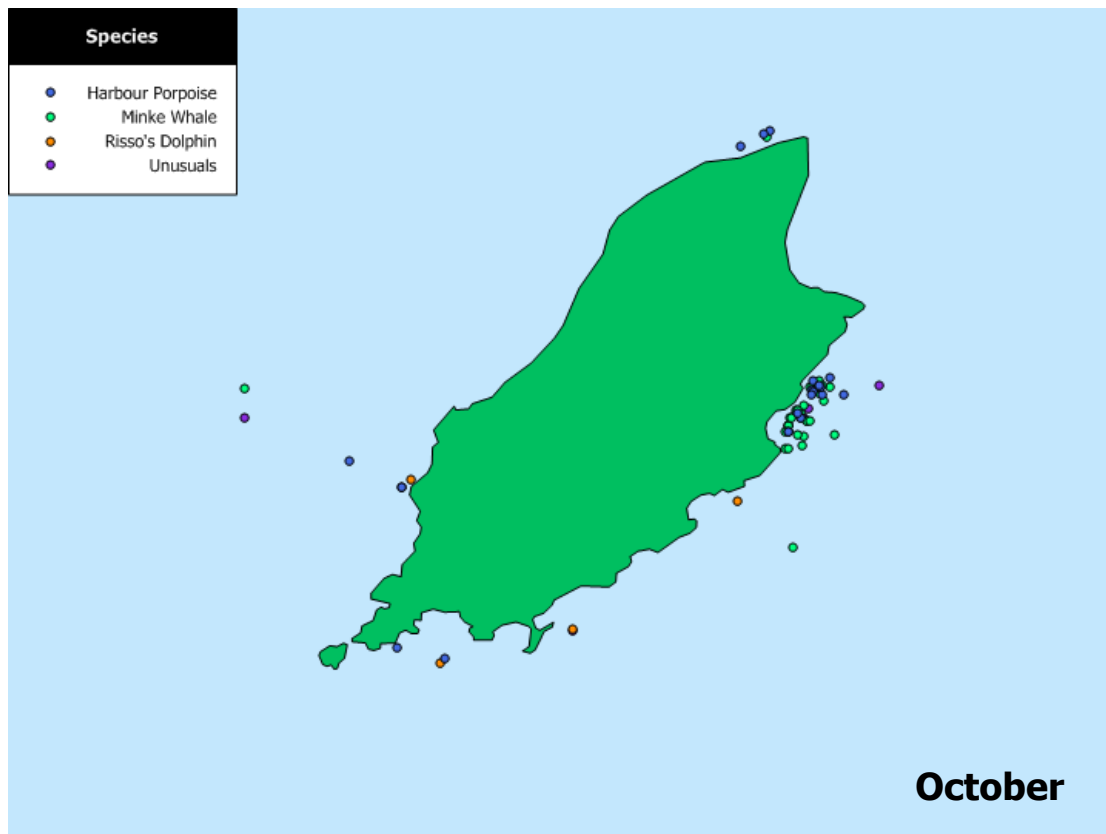 Species
Harbour Porpoise
Minke Whale
Risso's Dolphin
Unusuals
October